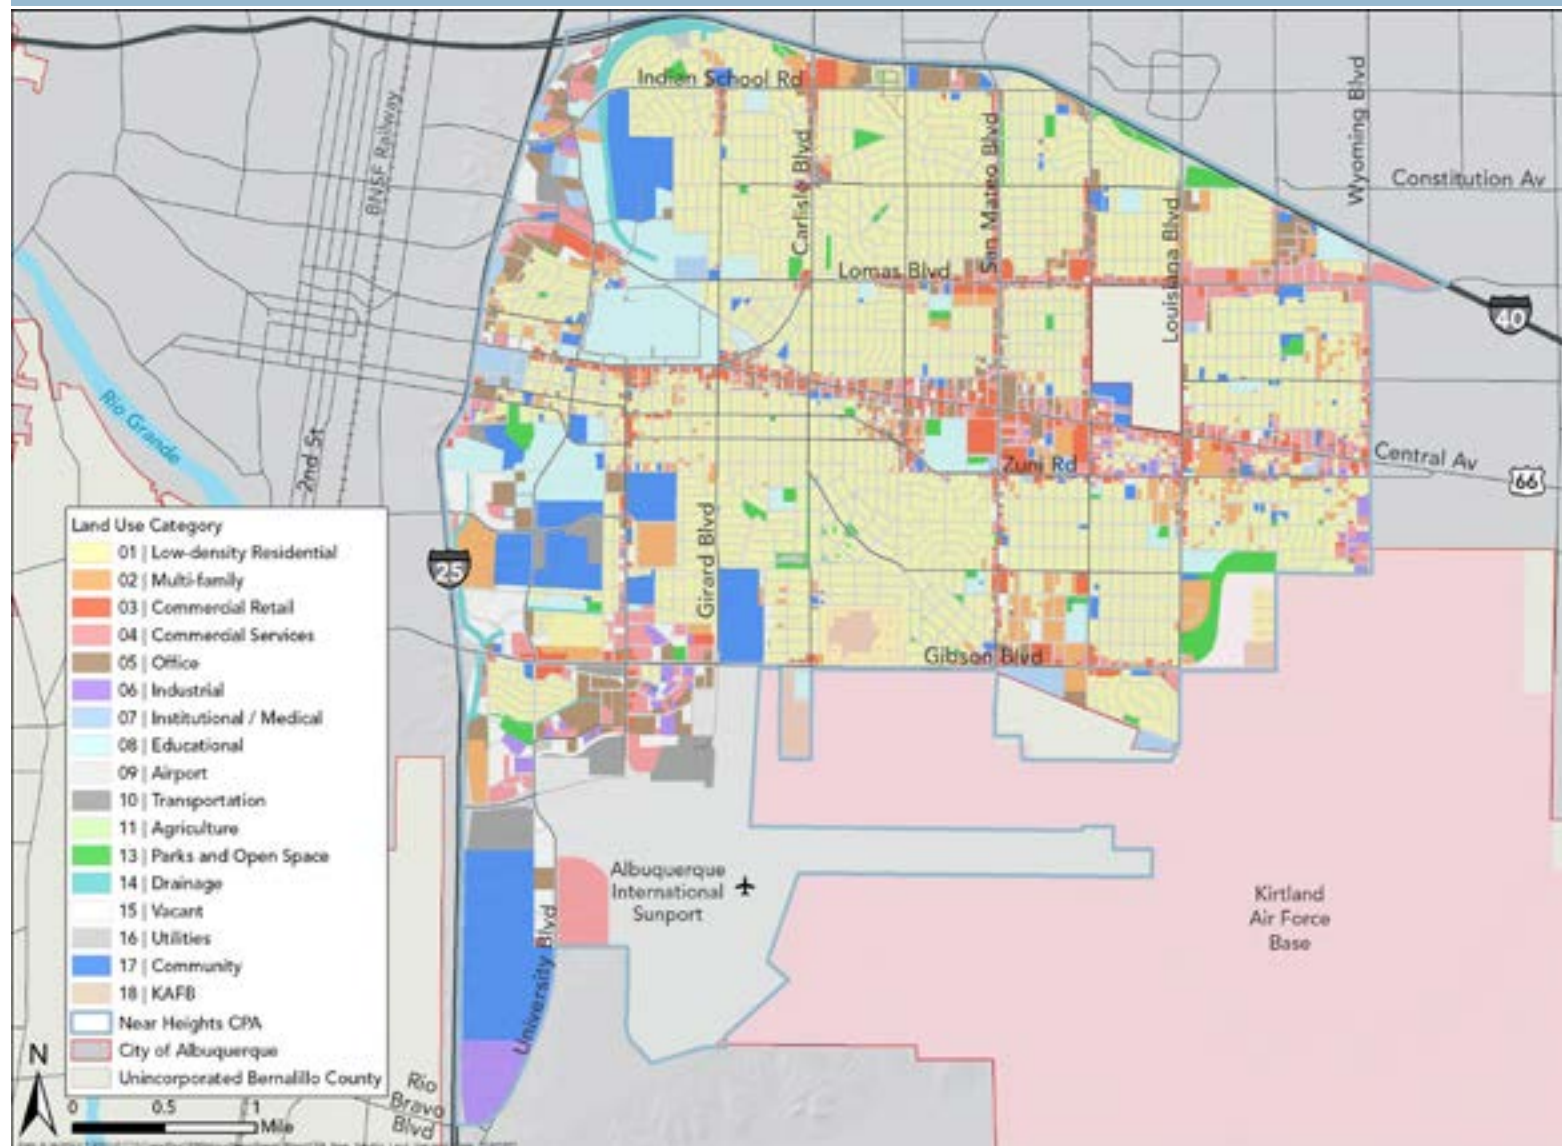 Indian School Rd
Wyoming Blvd
BNSF Railway
Carlisle Blvd
San Mateo Blvd
Constitution Av
Louisiana Blvd
Lomas Blvd
40
Rio Grande
2nd St
Central Av
Zuni Rd
66
Girard Blvd
25
Gibson Blvd
Land Use Category
01 | Low-density Residential
02 | Multi-family
03 | Commercial Retail
04 | Commercial Services
05 | Office
06 | Industrial
07 | Institutional / Medical
08 | Educational
09 | Airport
10 | Transportation
11 | Agriculture
13 | Parks and Open Space
14 | Drainage
15 | Vacant
16 | Utilities
17 | Community
18 | KAFB
Near Heights CPA
City of Albuquerque
Unincorporated Bernalillo County
Albuquerque
International
Sunport
Kirtland
Air Force
Base
University Blvd
Rio
Bravo
Blvd
N
0 0.5 1
Mile